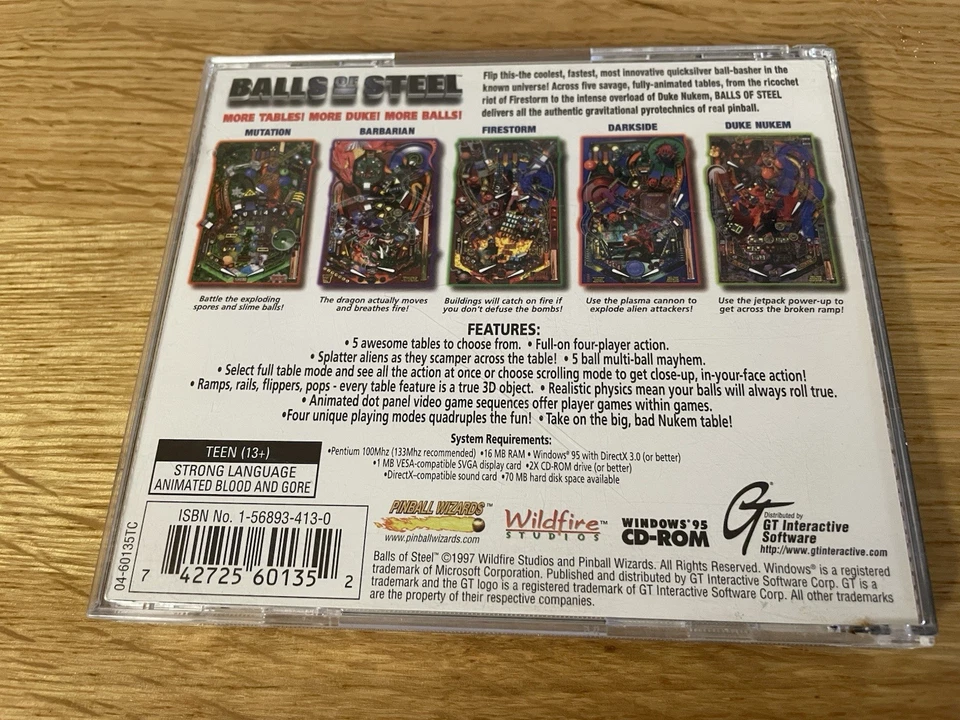 BALLS OF STEEL™
MORE TABLES! MORE DUKE! MORE BALLS!
Flip this-the coolest, fastest, most innovative quicksilver ball-basher in the
known universe! Across five savage, fully-animated tables, from the ricochet
riot of Firestorm to the intense overload of Duke Nukem, BALLS OF STEEL
delivers all the authentic gravitational pyrotechnics of real pinball.
MUTATION
BARBARIAN
FIRESTORM
DARKSIDE
DUKE NUKEM
Battle the exploding
spores and slime balls!
The dragon actually moves
and breathes fire!
Buildings will catch on fire if
you don't defuse the bombs!
Use the plasma cannon to
explode alien attackers!
Use the jetpack power-up to
get across the broken ramp!
FEATURES:
• 5 awesome tables to choose from. • Full-on four-player action.
• Splatter aliens as they scamper across the table! • 5 ball multi-ball mayhem.
• Select full table mode and see all the action at once or choose scrolling mode to get close-up, in-your-face action!
• Ramps, rails, flippers, pops - every table feature is a true 3D object. • Realistic physics mean your balls will always roll true.
• Animated dot panel video game sequences offer player games within games.
•Four unique playing modes quadruples the fun! • Take on the big, bad Nukem table!
System Requirements:
•Pentium 100Mhz (133Mhz recommended) •16 MB RAM • Windows® 95 with DirectX 3.0 (or better)
•1 MB VESA-compatible SVGA display card •2X CD-ROM drive (or better)
•DirectX-compatible sound card •70 MB hard disk space available
TEEN (13+)
STRONG LANGUAGE
ANIMATED BLOOD AND GORE
ISBN No. 1-56893-413-0
7 42725 60135 2
04-60135TC
PINBALL WIZARDS™
www.pinballwizards.com
Wildfire™
STUDIOS
WINDOWS® 95
CD-ROM
GT®
Distributed by
GT Interactive
Software
http://www.gtinteractive.com
Balls of Steel™ ©1997 Wildfire Studios and Pinball Wizards. All Rights Reserved. Windows® is a registered
trademark of Microsoft Corporation. Published and distributed by GT Interactive Software Corp. GT is a
trademark and the GT logo is a registered trademark of GT Interactive Software Corp. All other trademarks
are the property of their respective companies.